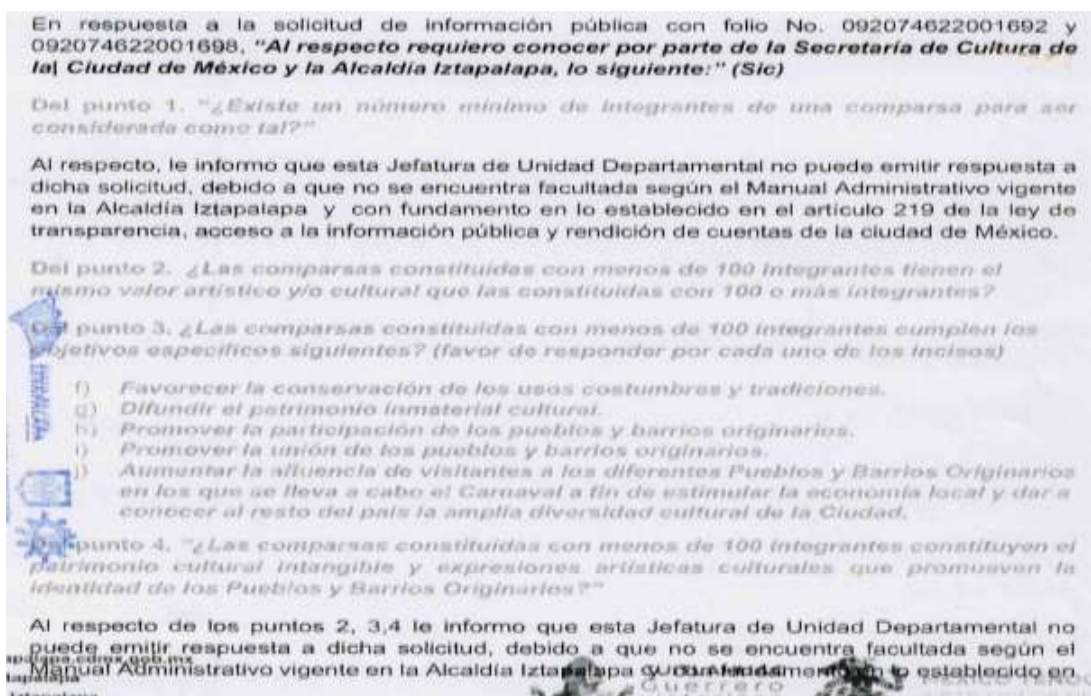 En respuesta a la solicitud de información pública con folio No. 092074622001692 y
092074622001698, "Al respecto requiero conocer por parte de la Secretaría de Cultura de
la| Ciudad de México y la Alcaldía Iztapalapa, lo siguiente:" (Sic)
Del punto 1. "¿Existe un número mínimo de integrantes de una comparsa para ser
considerada como tal?"
Al respecto, le informo que esta Jefatura de Unidad Departamental no puede emitir respuesta a
dicha solicitud, debido a que no se encuentra facultada según el Manual Administrativo vigente
en la Alcaldía Iztapalapa y con fundamento en lo establecido en el artículo 219 de la ley de
transparencia, acceso a la información pública y rendición de cuentas de la ciudad de México.
Del punto 2. ¿Las comparsas constituidas con menos de 100 integrantes tienen el
mismo valor artístico y/o cultural que las constituidas con 100 o más integrantes?
Del punto 3. ¿Las comparsas constituidas con menos de 100 integrantes cumplen los
objetivos específicos siguientes? (favor de responder por cada uno de los incisos)
f) Favorecer la conservación de los usos costumbres y tradiciones.
g) Difundir el patrimonio inmaterial cultural.
h) Promover la participación de los pueblos y barrios originarios.
i) Promover la unión de los pueblos y barrios originarios.
j) Aumentar la afluencia de visitantes a los diferentes Pueblos y Barrios Originarios
en los que se lleva a cabo el Carnaval a fin de estimular la economía local y dar a
conocer al resto del país la amplia diversidad cultural de la Ciudad.
punto 4. "¿Las comparsas constituidas con menos de 100 integrantes constituyen el
patrimonio cultural intangible y expresiones artísticas culturales que promueven la
identidad de los Pueblos y Barrios Originarios?"
Al respecto de los puntos 2, 3,4 le informo que esta Jefatura de Unidad Departamental no
puede emitir respuesta a dicha solicitud, debido a que no se encuentra facultada según el
Manual Administrativo vigente en la Alcaldía Iztapalapa y con fundamento en lo establecido en
Guerrero